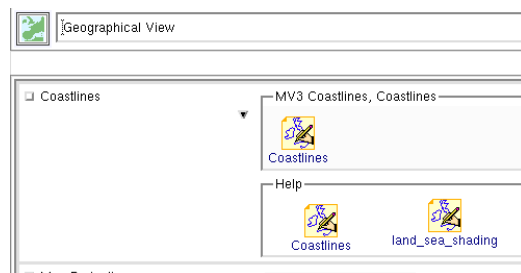 Geographical View
Coastlines
MV3 Coastlines, Coastlines
Coastlines
Help
Coastlines land_sea_shading